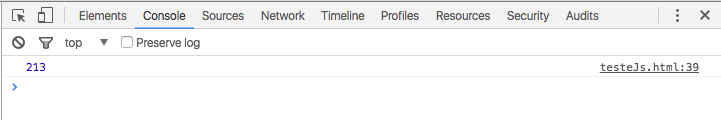 Elements Console Sources Network Timeline Profiles Resources Security Audits
top Preserve log
213 testeJs.html:39